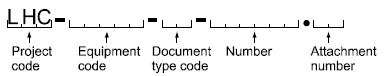 LHC - - - .
Project code
Equipment code
Document type code
Number
Attachment number